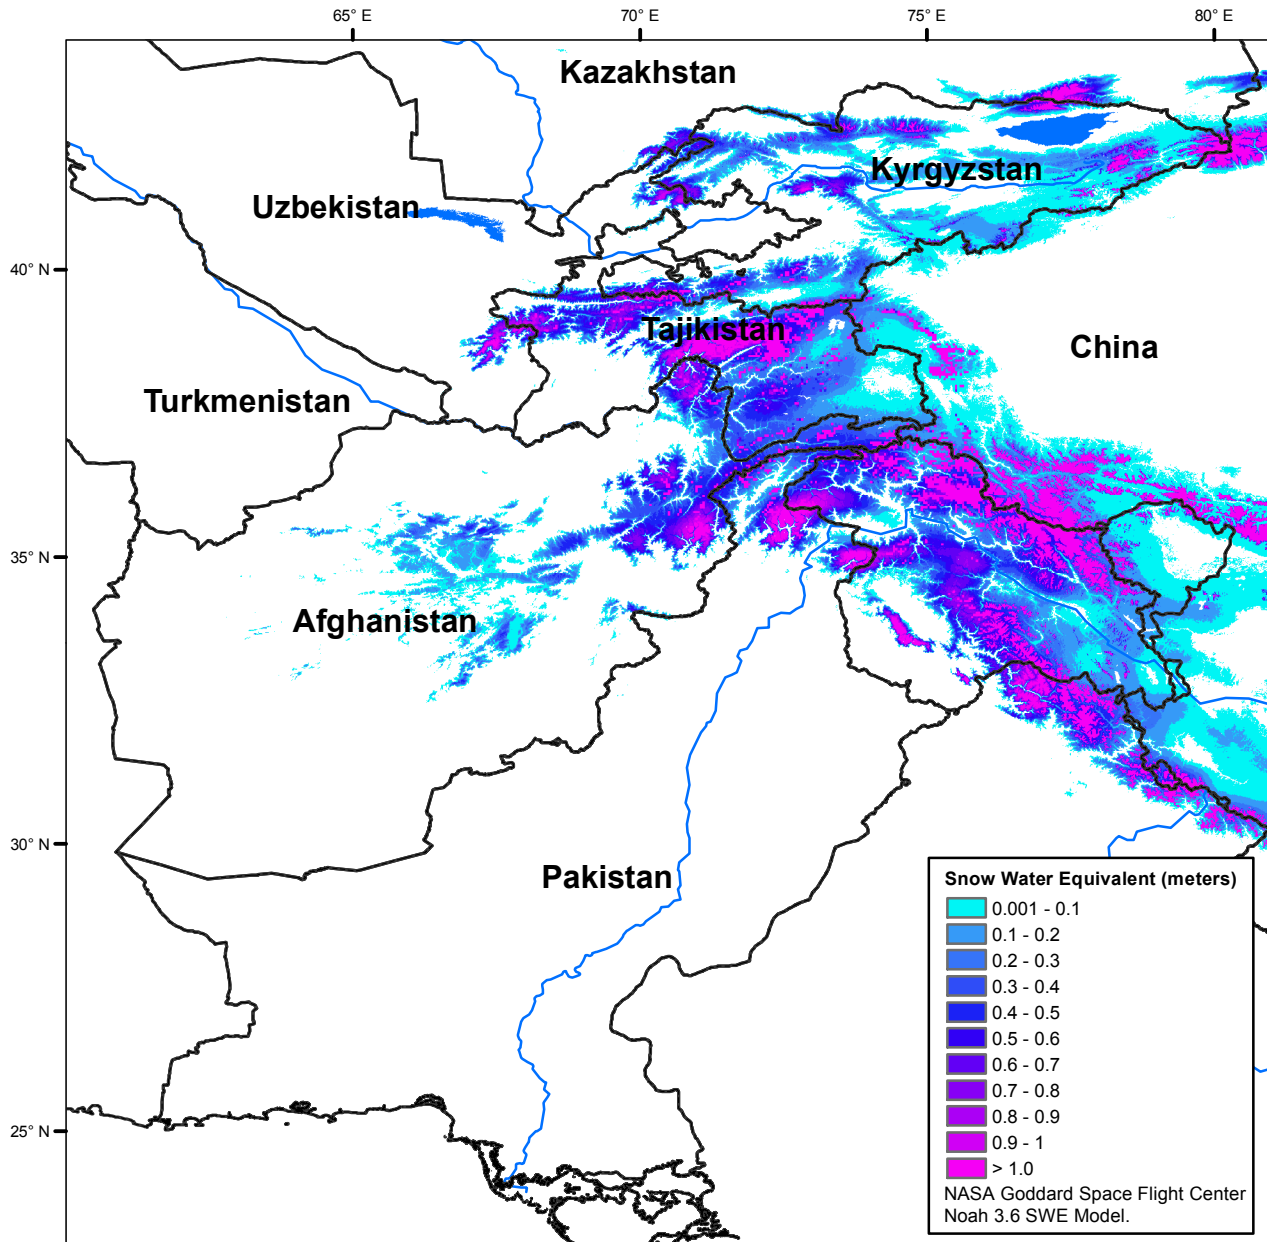 65° E
70° E
75° E
80° E
Kazakhstan
Kyrgyzstan
Uzbekistan
40° N
Tajikistan
China
Turkmenistan
35° N
Afghanistan
30° N
Pakistan
25° N
Snow Water Equivalent (meters)
0.001 - 0.1
0.1 - 0.2
0.2 - 0.3
0.3 - 0.4
0.4 - 0.5
0.5 - 0.6
0.6 - 0.7
0.7 - 0.8
0.8 - 0.9
0.9 - 1
> 1.0
NASA Goddard Space Flight Center
Noah 3.6 SWE Model.